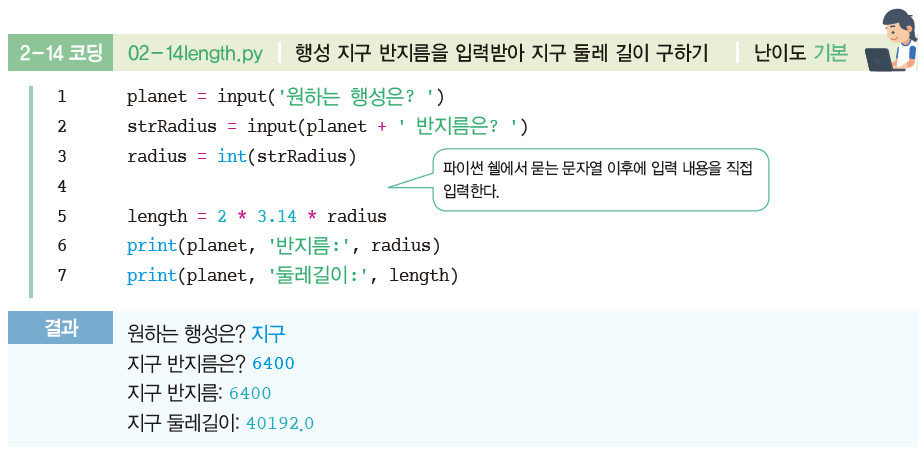 2-14 코딩 02-14length.py 행성 지구 반지름을 입력받아 지구 둘레 길이 구하기 난이도 기본
1 planet = input('원하는 행성은? ')
2 strRadius = input(planet + ' 반지름은? ')
3 radius = int(strRadius)
파이썬 쉘에서 묻는 문자열 이후에 입력 내용을 직접
입력한다.
4
5 length = 2 * 3.14 * radius
6 print(planet, '반지름:', radius)
7 print(planet, '둘레길이:', length)
결과
원하는 행성은? 지구
지구 반지름은? 6400
지구 반지름: 6400
지구 둘레길이: 40192.0